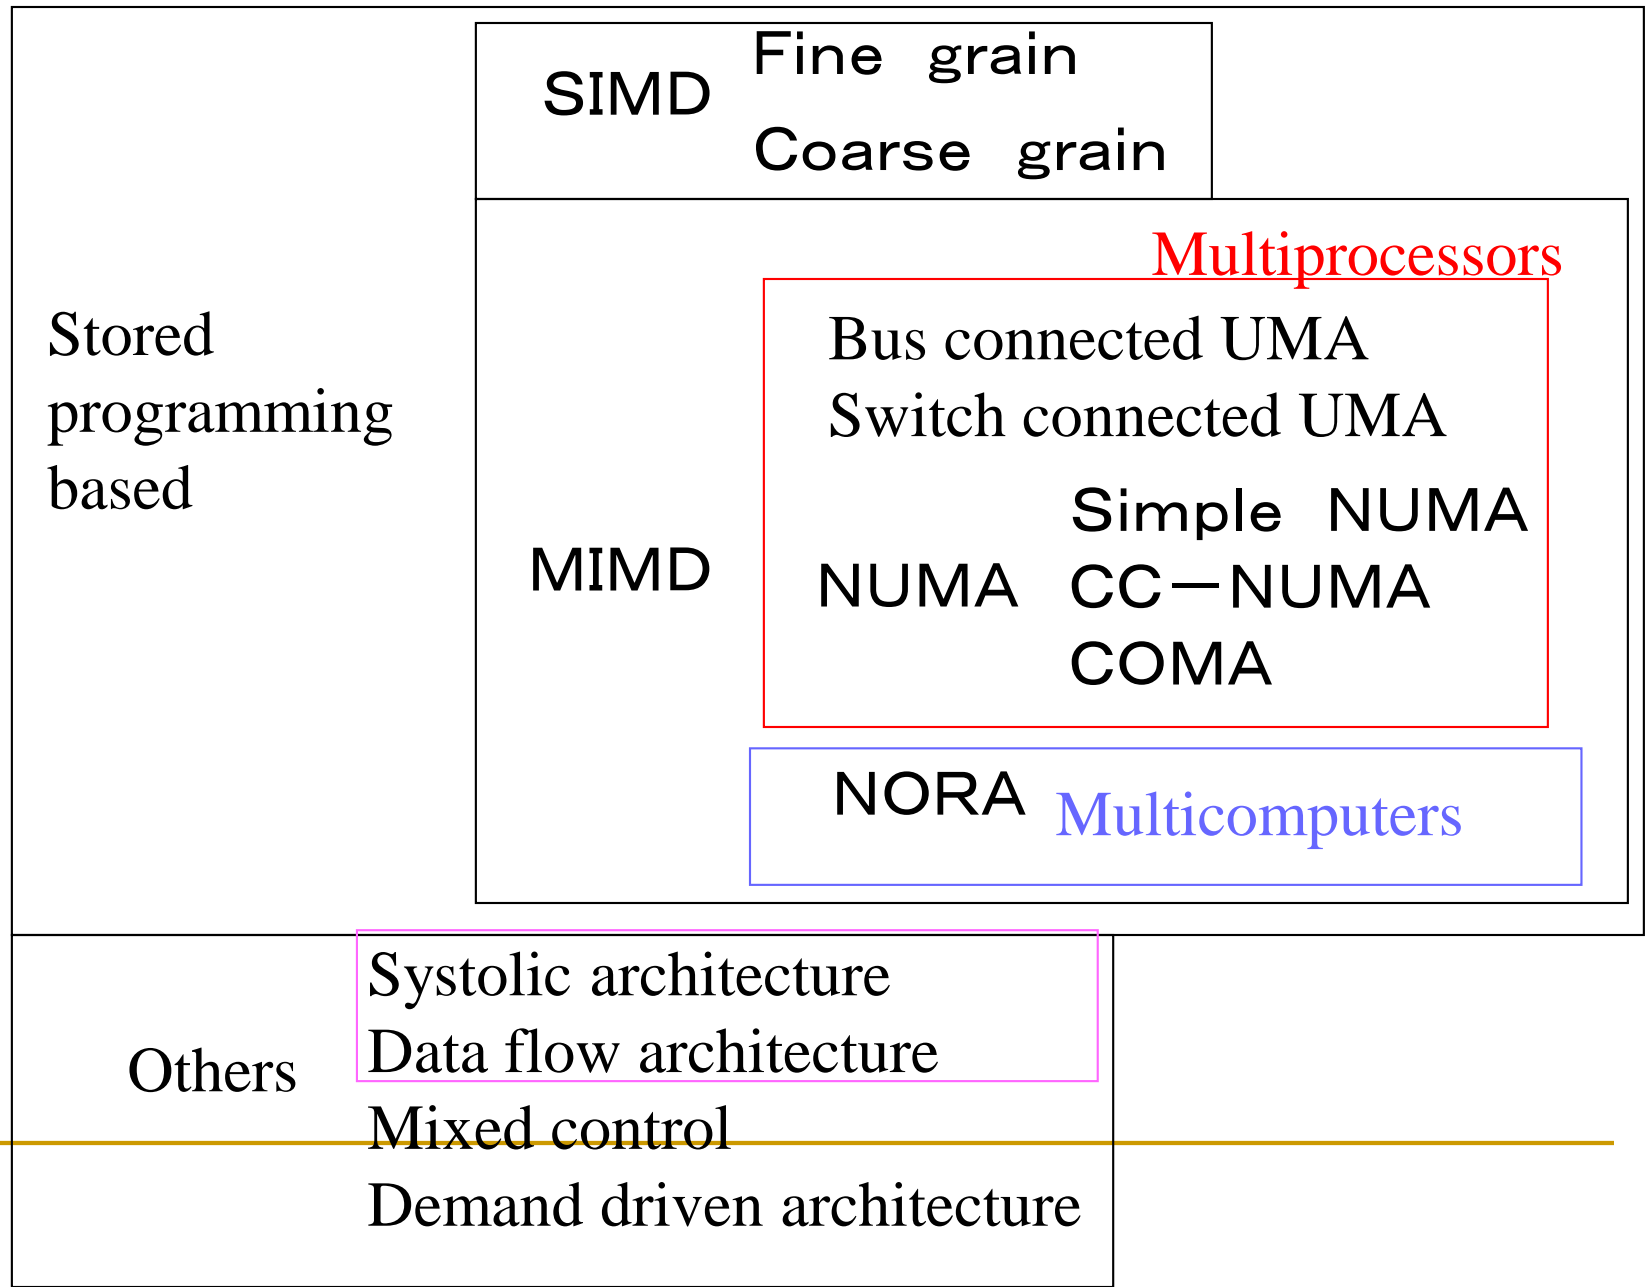 Fine grain
SIMD
Coarse grain
Multiprocessors
Stored
programming
based
Bus connected UMA
Switch connected UMA
Simple NUMA
MIMD
NUMA
CC－NUMA
COMA
NORA
Multicomputers
Systolic architecture
Data flow architecture
Others
Mixed control
Demand driven architecture